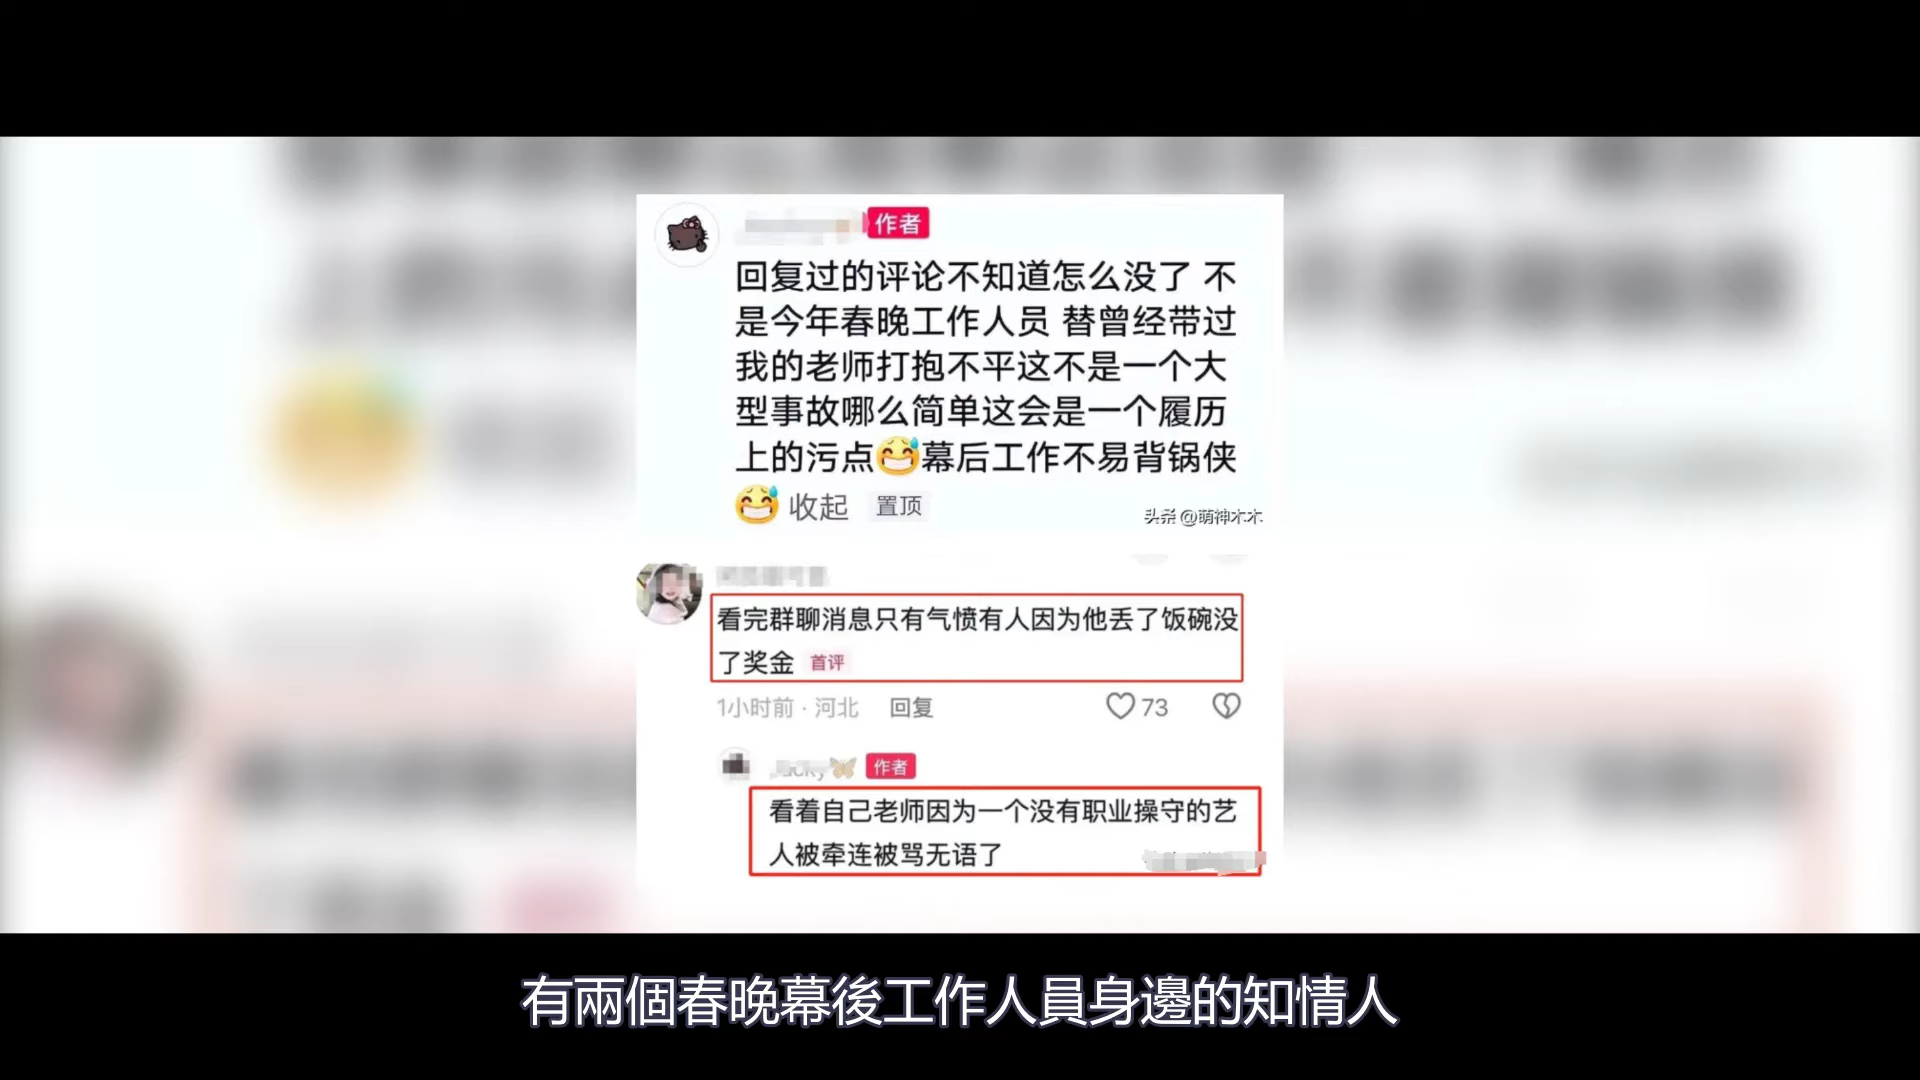 作者
回复过的评论不知道怎么没了 不
是今年春晚工作人员 替曾经带过
我的老师打抱不平这不是一个大
型事故哪么简单这会是一个履历
上的污点😅幕后工作不易背锅侠
😅 收起 置顶
头条 @萌神木木
看完群聊消息只有气愤有人因为他丢了饭碗没
了奖金 首评
1小时前 · 河北 回复 73
作者
看着自己老师因为一个没有职业操守的艺
人被牵连被骂无语了
有兩個春晚幕後工作人員身邊的知情人